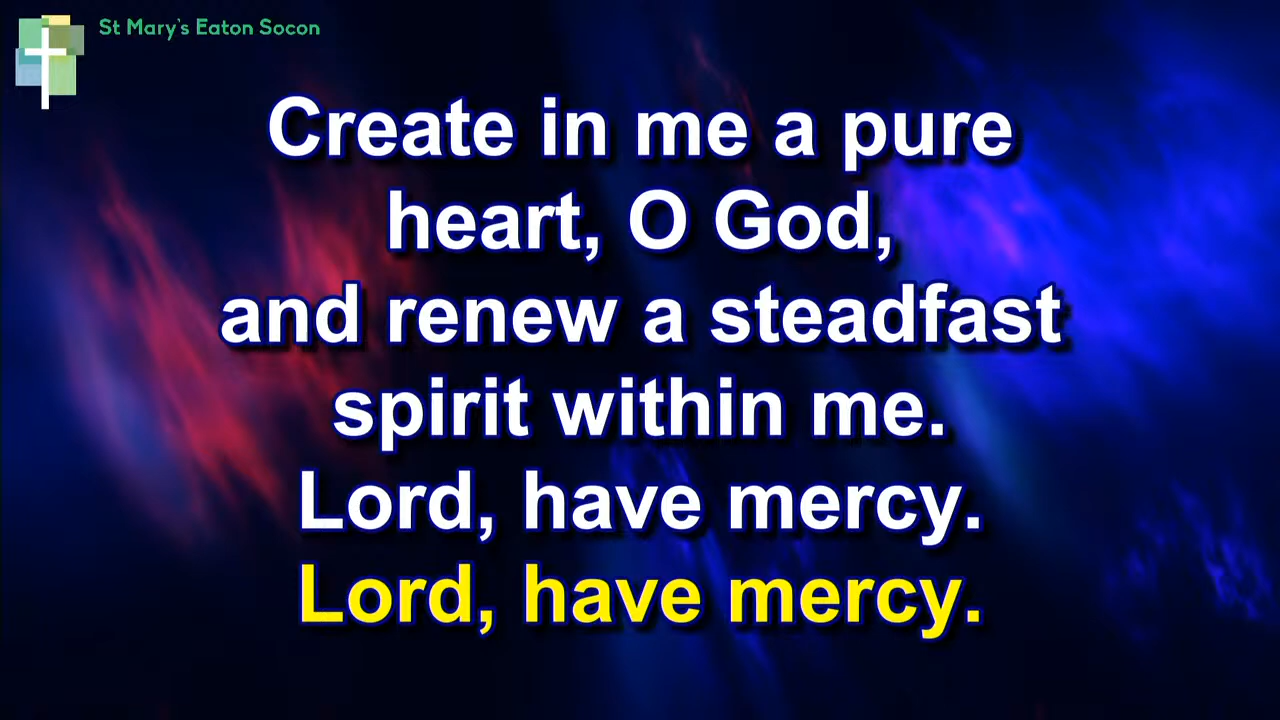 St Mary's Eaton Socon
Create in me a pure
heart, O God,
and renew a steadfast
spirit within me.
Lord, have mercy.
Lord, have mercy.